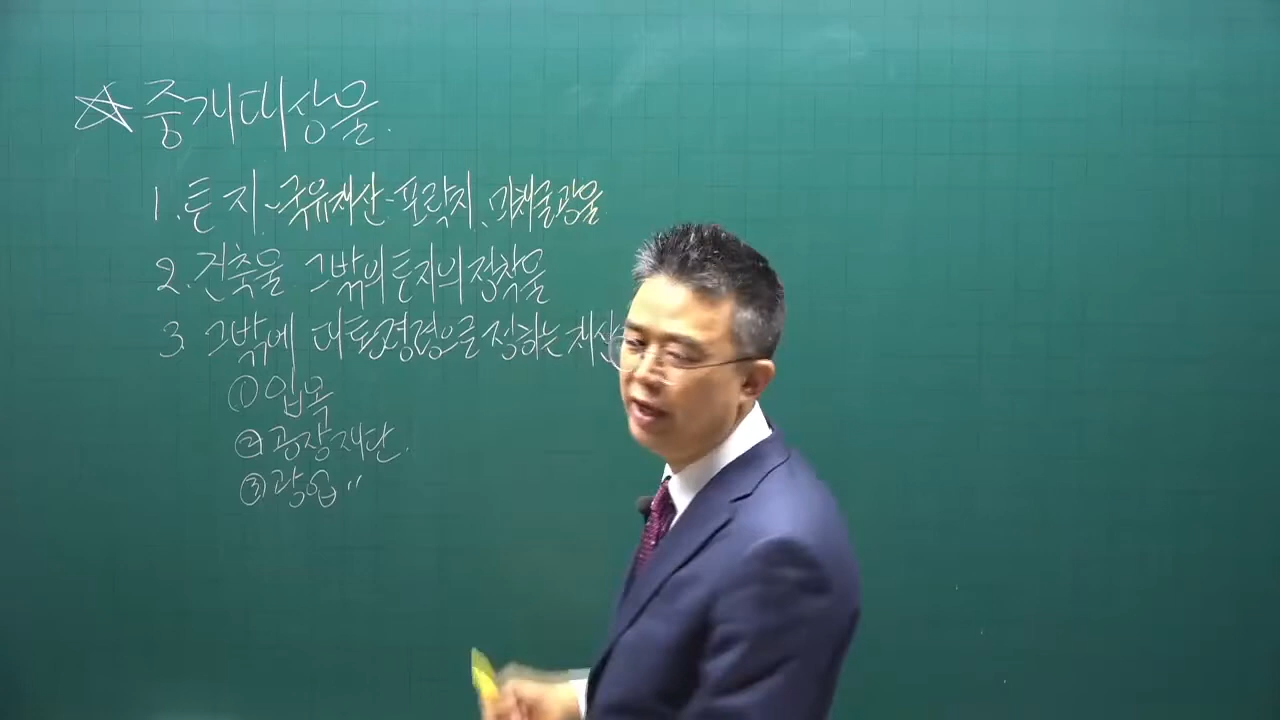 ☆ 중개대상물.
1. 토지. - 국유재산 - 포락지, 미채굴광물
2. 건축물 그밖의 토지의 정착물
3. 그밖에 대통령령으로 정하는 재산
① 입목
② 공장재단.
③ 광업 〃